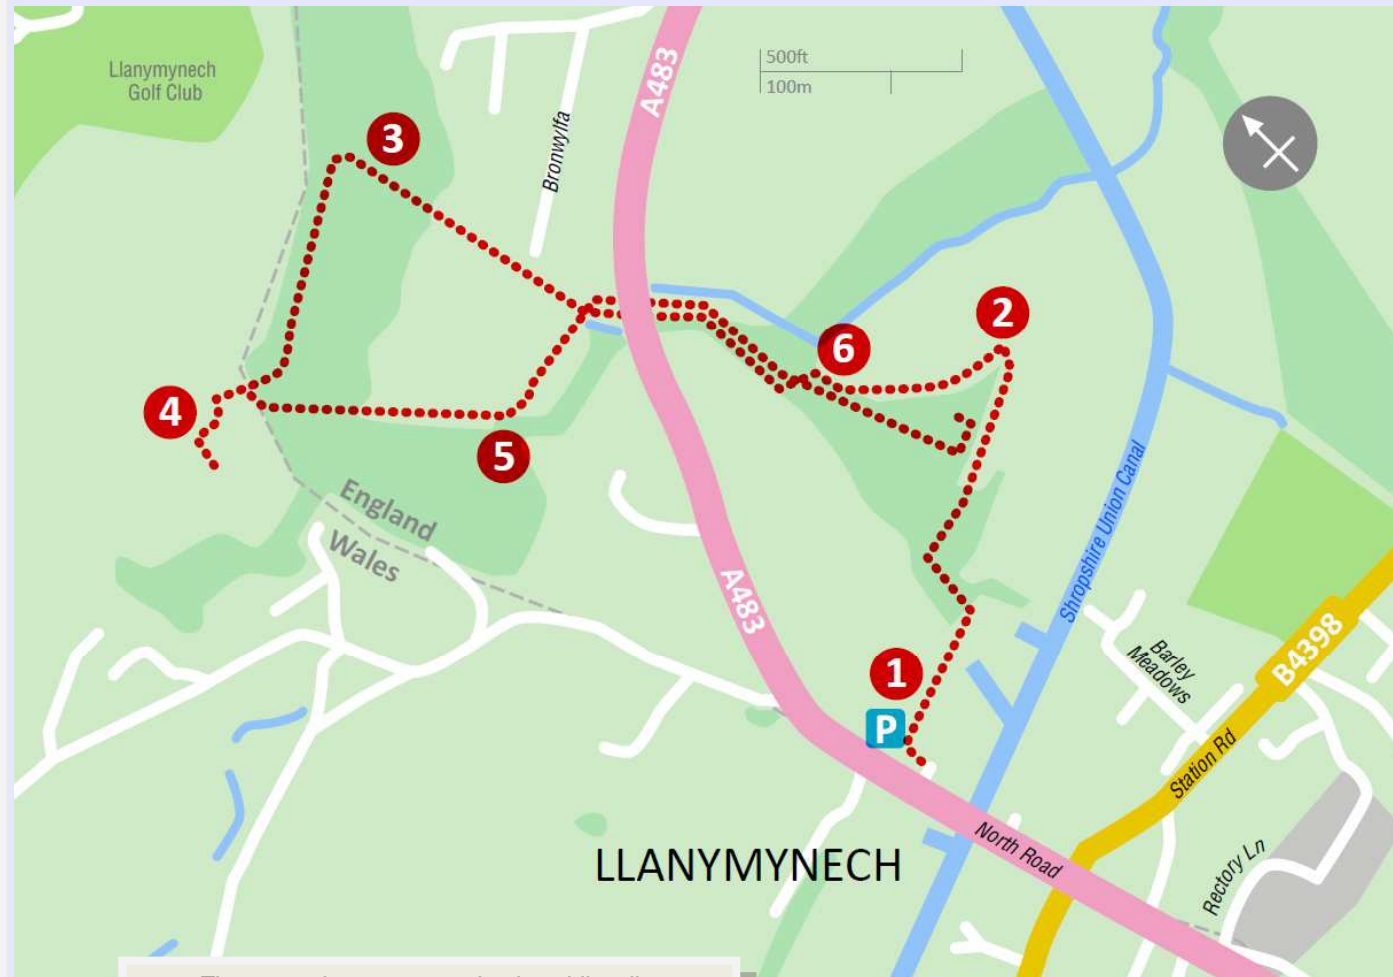 Llanymynech
Golf Club
A483
500ft
100m
Bronwylfa
3
2
6
4
5
England
Wales
A483
Shropshire Union Canal
1
P
Barley
Meadows
B4398
Station Rd
North Road
Rectory Ln
LLANYMYNECH